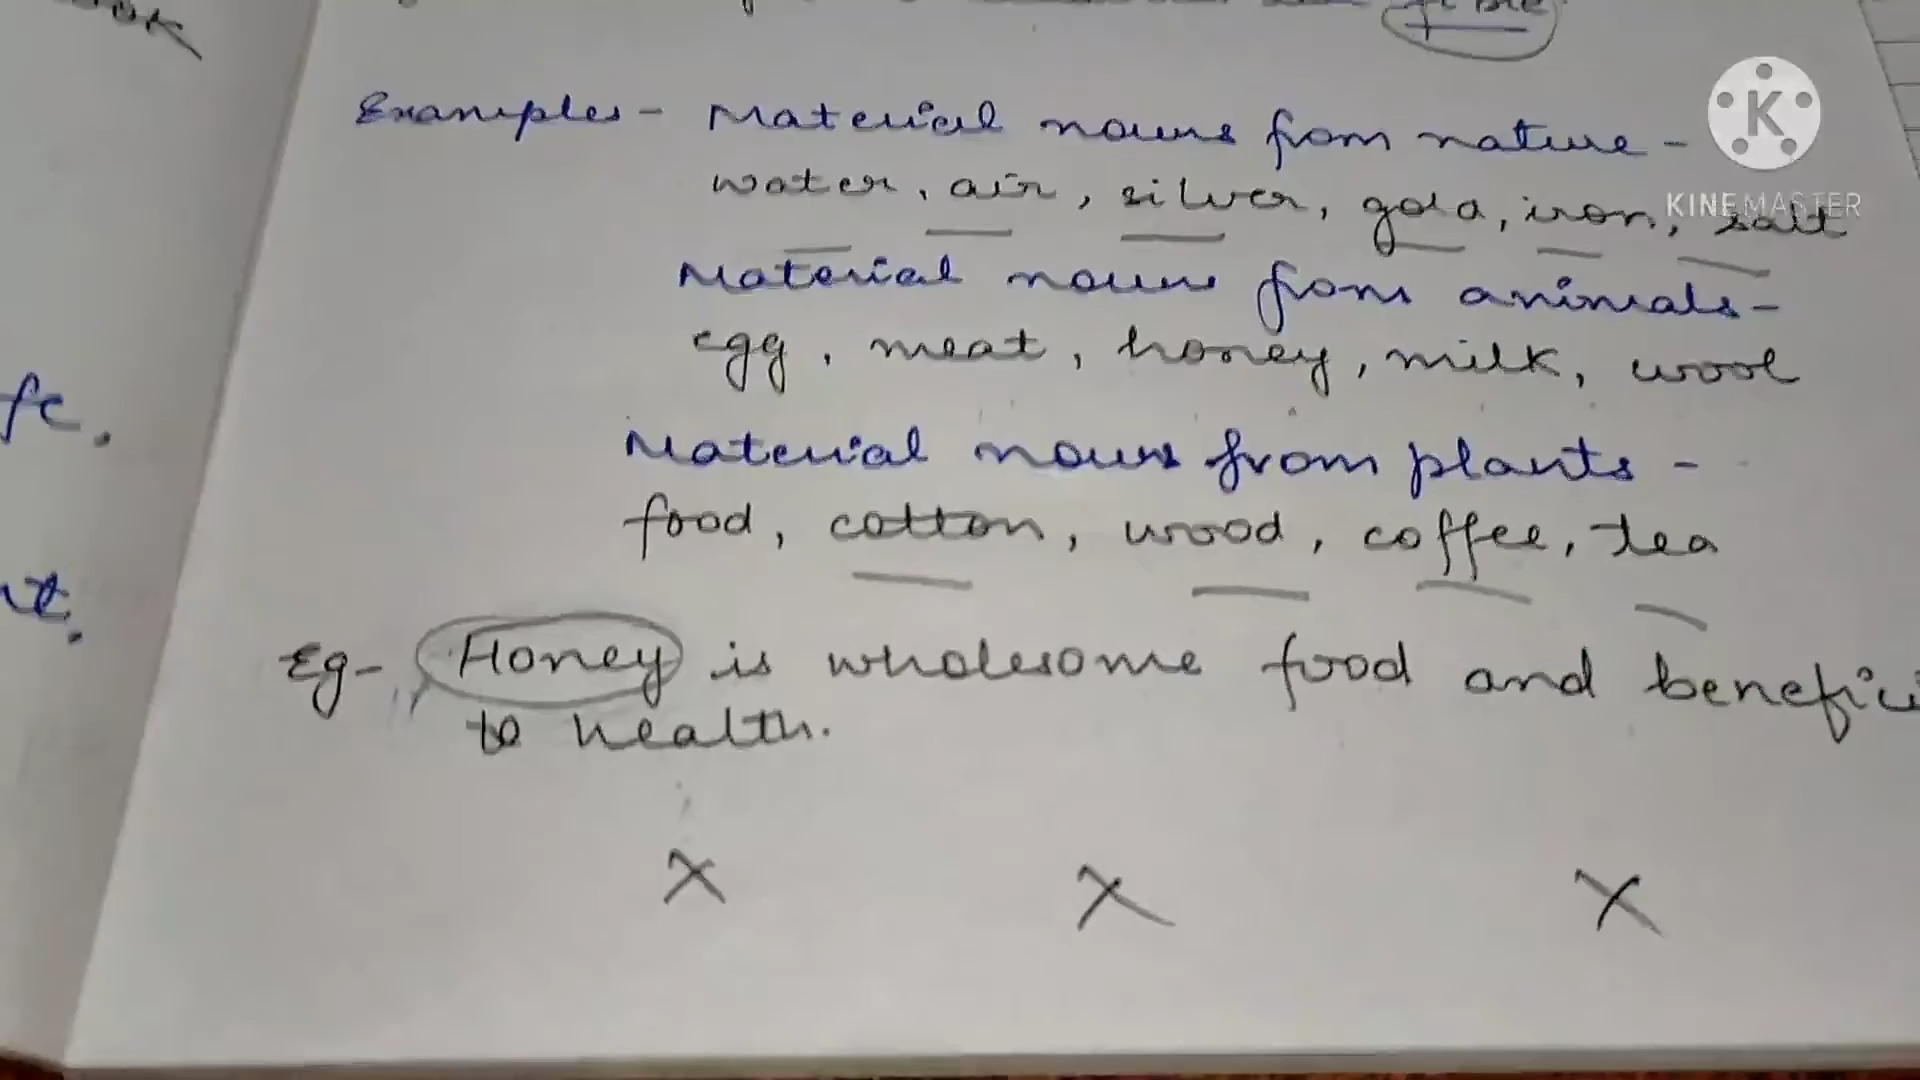 Examples - Material nouns from nature -
water, air, silver, gold, iron, salt
Material nouns from animals -
egg, meat, honey, milk, wool
Material nouns from plants -
food, cotton, wood, coffee, tea
Eg - Honey is wholesome food and benefici
to health.
x x x
K
KINEMASTER